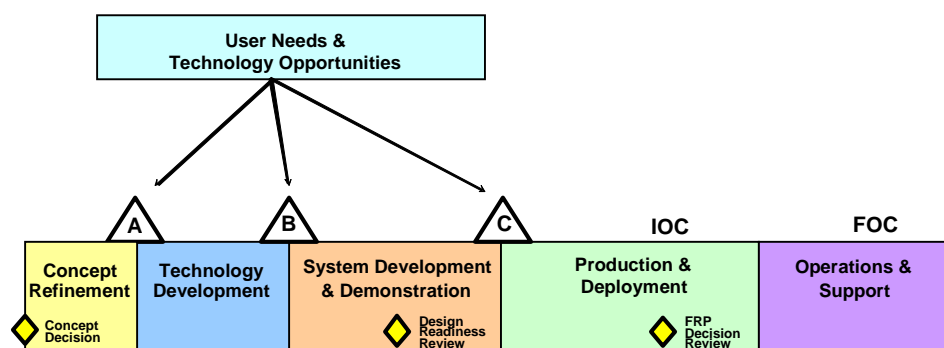 User Needs &
Technology Opportunities
A
B
C
IOC
FOC
Concept
Refinement
Technology
Development
System Development
& Demonstration
Production &
Deployment
Operations &
Support
Concept
Decision
Design
Readiness
Review
FRP
Decision
Review